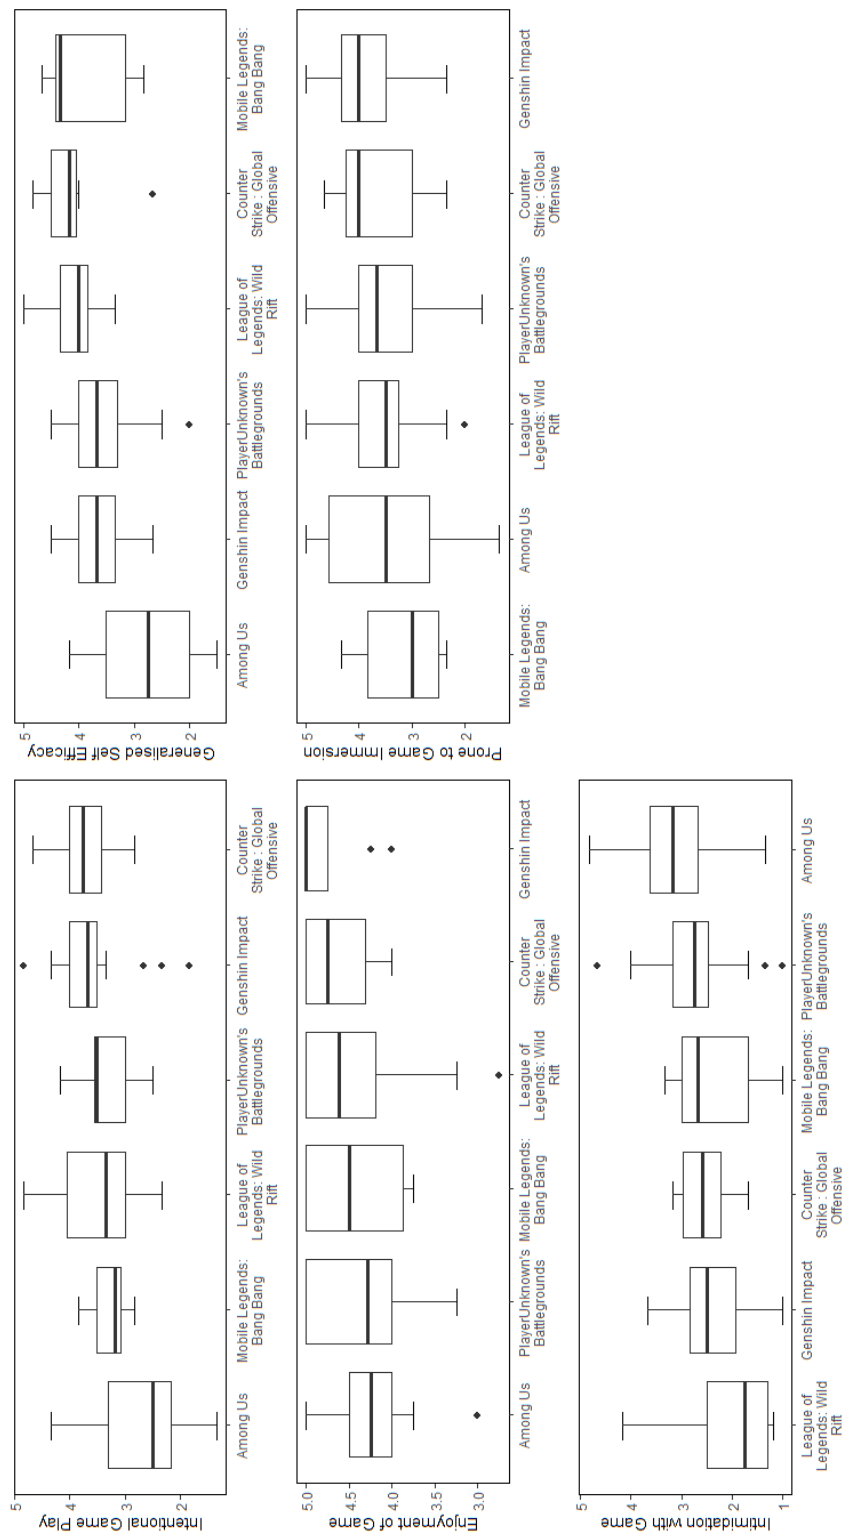 5
4
3
2
Intentional Game Play
Among Us
Mobile Legends:
Bang Bang
League of
Legends: Wild
Rift
PlayerUnknown's
Battlegrounds
Genshin Impact
Counter
Strike : Global
Offensive
5
4
3
2
Generalised Self Efficacy
Among Us
Genshin Impact
PlayerUnknown's
Battlegrounds
League of
Legends: Wild
Rift
Counter
Strike : Global
Offensive
Mobile Legends:
Bang Bang
5.0
4.5
4.0
3.5
3.0
Enjoyment of Game
Among Us
PlayerUnknown's
Battlegrounds
Mobile Legends:
Bang Bang
League of
Legends: Wild
Rift
Counter
Strike : Global
Offensive
Genshin Impact
5
4
3
2
Prone to Game Immersion
Mobile Legends:
Bang Bang
Among Us
League of
Legends: Wild
Rift
PlayerUnknown's
Battlegrounds
Counter
Strike : Global
Offensive
Genshin Impact
5
4
3
2
1
Intimidation with Game
League of
Legends: Wild
Rift
Genshin Impact
Counter
Strike : Global
Offensive
Mobile Legends:
Bang Bang
PlayerUnknown's
Battlegrounds
Among Us